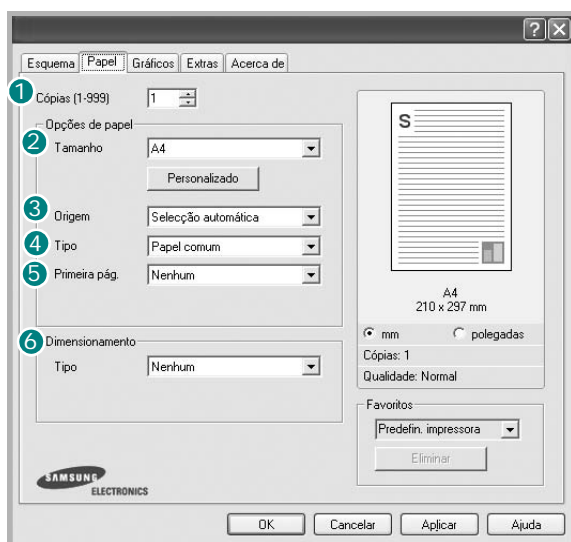 Esquema Papel Gráficos Extras Acerca de
1 Cópias (1-999) 1
Opções de papel
2 Tamanho A4
Personalizado
3 Origem Selecção automática
4 Tipo Papel comum
5 Primeira pág. Nenhum
6 Dimensionamento
Tipo Nenhum
S
A4
210 x 297 mm
mm polegadas
Cópias: 1
Qualidade: Normal
Favoritos
Predefin. impressora
Eliminar
SAMSUNG
ELECTRONICS
OK Cancelar Aplicar Ajuda